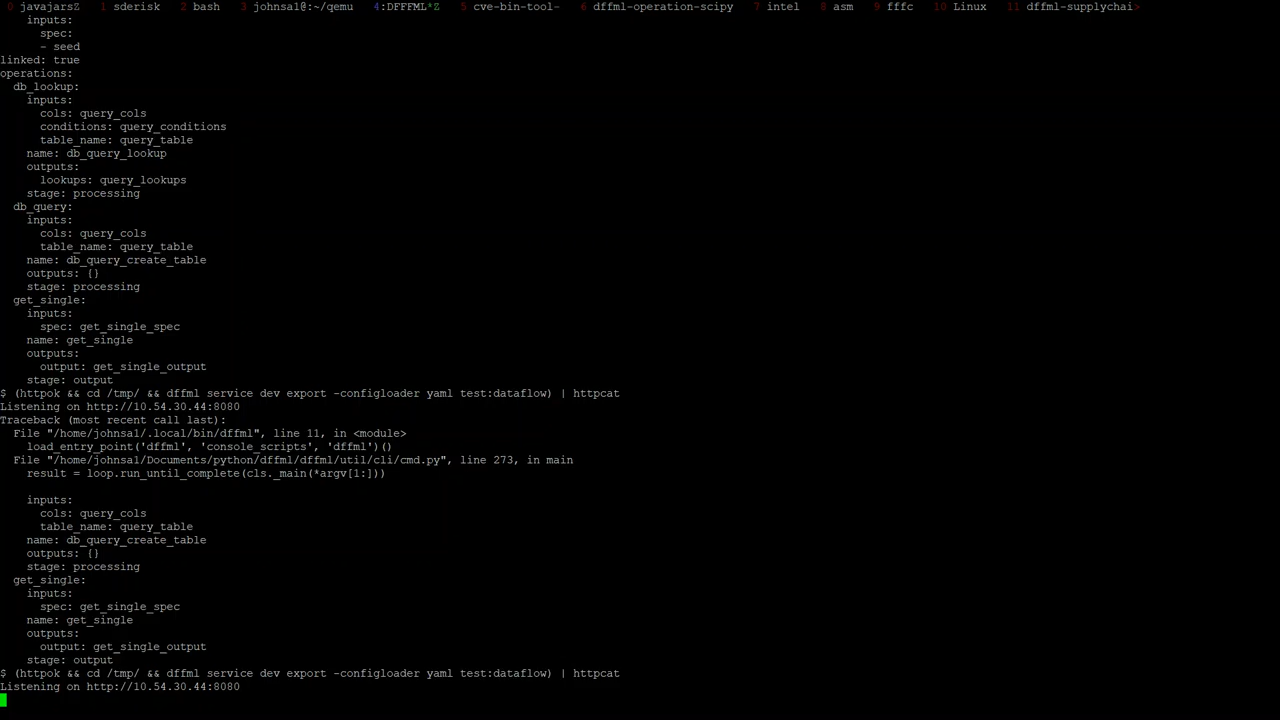 0 javajarsZ  1 sderisk  2 bash  3 johnsa1@:~/qemu  4:DFFFML*Z  5 cve-bin-tool-  6 dffml-operation-scipy  7 intel  8 asm  9 fffc  10 Linux  11 dffml-supplychai>
    inputs:
      spec:
      - seed
linked: true
operations:
  db_lookup:
    inputs:
      cols: query_cols
      conditions: query_conditions
      table_name: query_table
    name: db_query_lookup
    outputs:
      lookups: query_lookups
    stage: processing
  db_query:
    inputs:
      cols: query_cols
      table_name: query_table
    name: db_query_create_table
    outputs: {}
    stage: processing
  get_single:
    inputs:
      spec: get_single_spec
    name: get_single
    outputs:
      output: get_single_output
    stage: output
$ (httpok && cd /tmp/ && dffml service dev export -configloader yaml test:dataflow) | httpcat
Listening on http://10.54.30.44:8080
Traceback (most recent call last):
  File "/home/johnsa1/.local/bin/dffml", line 11, in <module>
    load_entry_point('dffml', 'console_scripts', 'dffml')()
  File "/home/johnsa1/Documents/python/dffml/dffml/util/cli/cmd.py", line 273, in main
    result = loop.run_until_complete(cls._main(*argv[1:]))
    inputs:
      cols: query_cols
      table_name: query_table
    name: db_query_create_table
    outputs: {}
    stage: processing
  get_single:
    inputs:
      spec: get_single_spec
    name: get_single
    outputs:
      output: get_single_output
    stage: output
$ (httpok && cd /tmp/ && dffml service dev export -configloader yaml test:dataflow) | httpcat
Listening on http://10.54.30.44:8080